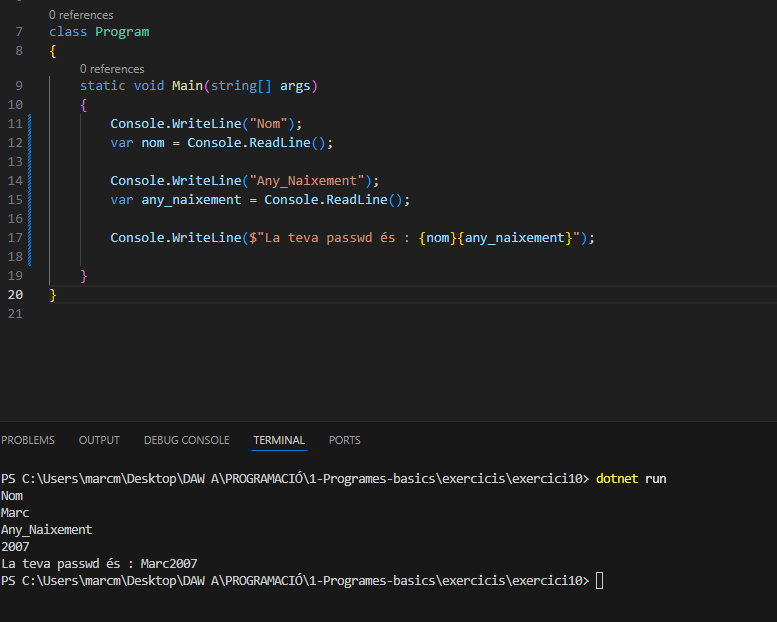 0 references
7 class Program
8 {
0 references
9 static void Main(string[] args)
10 {
11 Console.WriteLine("Nom");
12 var nom = Console.ReadLine();
13
14 Console.WriteLine("Any_Naixement");
15 var any_naixement = Console.ReadLine();
16
17 Console.WriteLine($"La teva passwd és : {nom}{any_naixement}");
18
19 }
20 }
21
PROBLEMS OUTPUT DEBUG CONSOLE TERMINAL PORTS
PS C:\Users\marcm\Desktop\DAW A\PROGRAMACIÓ\1-Programes-basics\exercicis\exercici10> dotnet run
Nom
Marc
Any_Naixement
2007
La teva passwd és : Marc2007
PS C:\Users\marcm\Desktop\DAW A\PROGRAMACIÓ\1-Programes-basics\exercicis\exercici10>